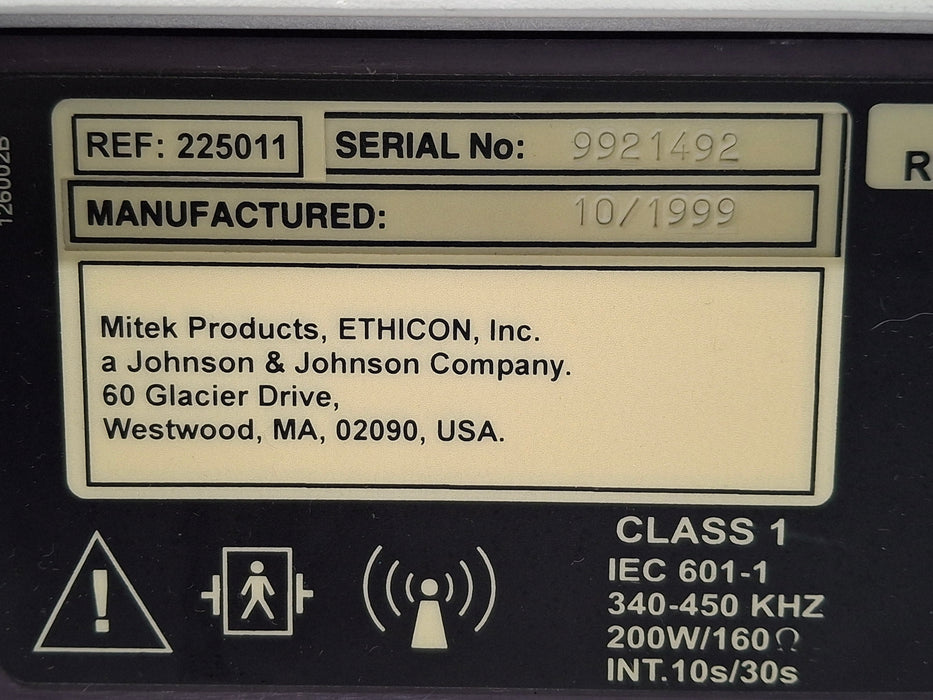 126002B
REF: 225011
SERIAL No: 9921492
MANUFACTURED: 10/1999
Mitek Products, ETHICON, Inc.
a Johnson & Johnson Company.
60 Glacier Drive,
Westwood, MA, 02090, USA.
CLASS 1
IEC 601-1
340-450 KHZ
200W/160Ω
INT.10s/30s